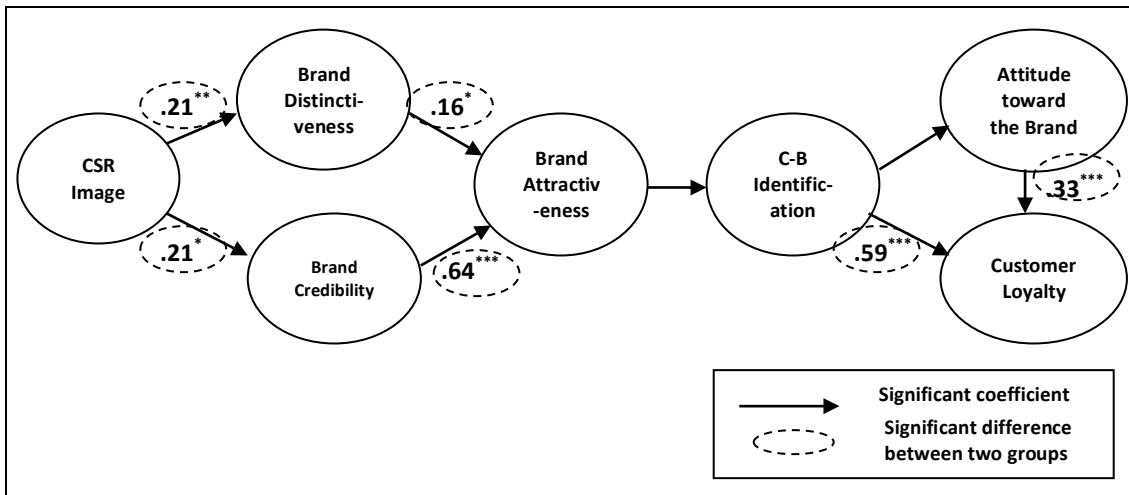 CSR
Image
.21**
Brand
Distincti-
veness
.21*
Brand
Credibility
.16*
.64***
Brand
Attractiv
-eness
C-B
Identific-
ation
Attitude
toward
the Brand
.33***
.59***
Customer
Loyalty
Significant coefficient
Significant difference
between two groups